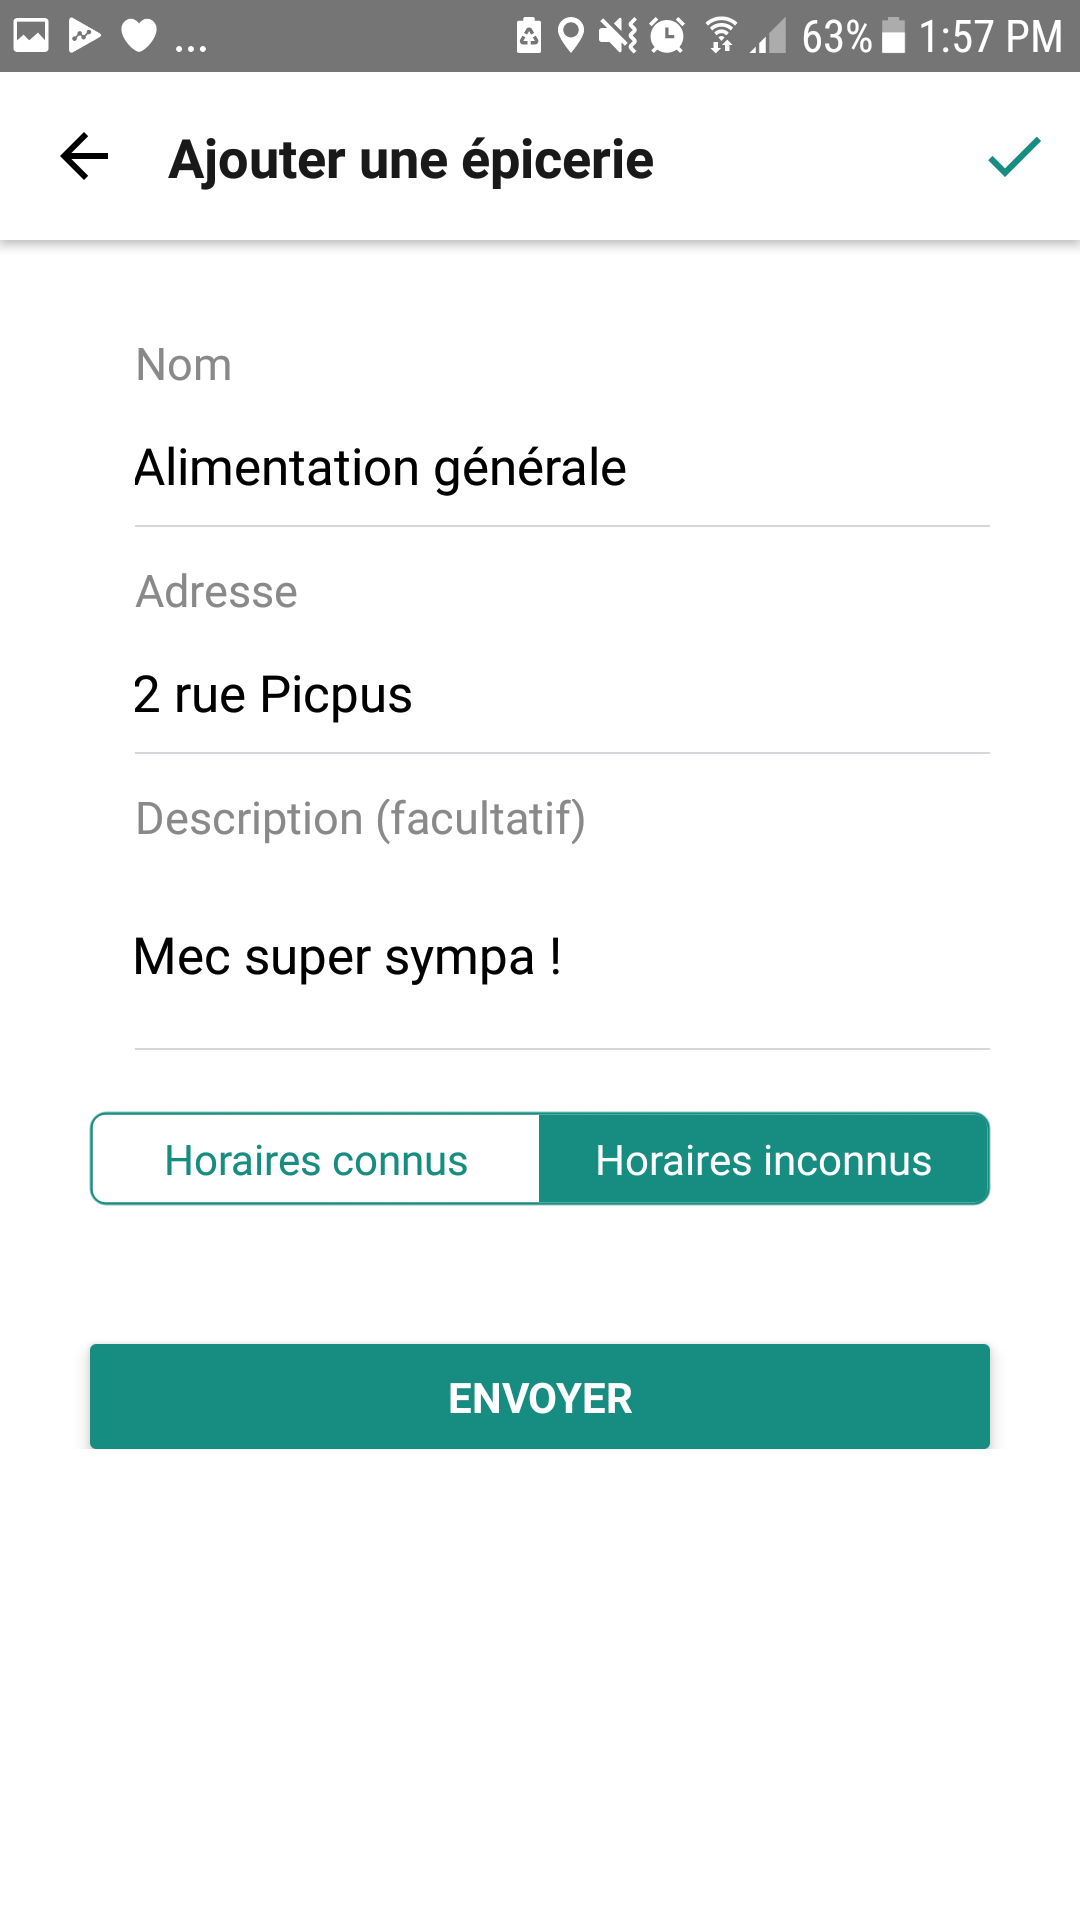 ... 63% 1:57 PM
Ajouter une épicerie
Nom
Alimentation générale
Adresse
2 rue Picpus
Description (facultatif)
Mec super sympa !
Horaires connus Horaires inconnus
ENVOYER